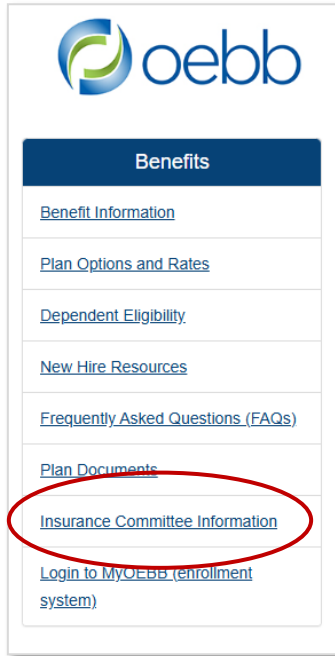 oebb
Benefits
Benefit Information
Plan Options and Rates
Dependent Eligibility
New Hire Resources
Frequently Asked Questions (FAQs)
Plan Documents
Insurance Committee Information
Login to MyOEBB (enrollment
system)